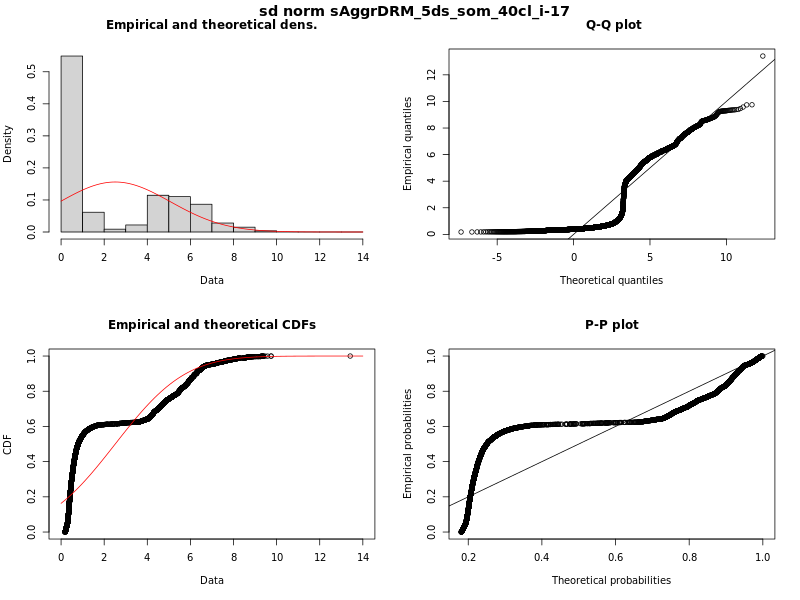 sd norm sAggrDRM_5ds_som_40cl_i-17
Empirical and theoretical dens.
Density
0.0 0.1 0.2 0.3 0.4 0.5
0 2 4 6 8 10 12 14
Data
Q-Q plot
Empirical quantiles
0 2 4 6 8 10 12
-5 0 5 10
Theoretical quantiles
Empirical and theoretical CDFs
CDF
0.0 0.2 0.4 0.6 0.8 1.0
0 2 4 6 8 10 12 14
Data
P-P plot
Empirical probabilities
0.0 0.2 0.4 0.6 0.8 1.0
0.2 0.4 0.6 0.8 1.0
Theoretical probabilities